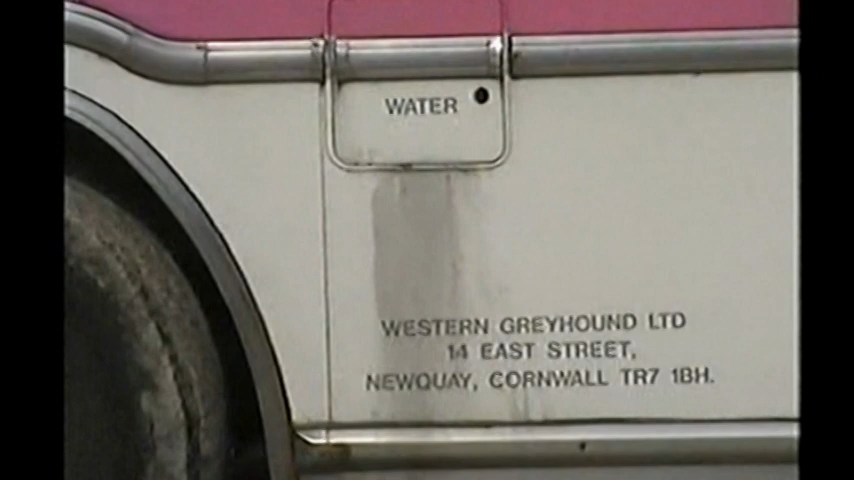 WATER
WESTERN GREYHOUND LTD
14 EAST STREET,
NEWQUAY, CORNWALL TR7 1BH.